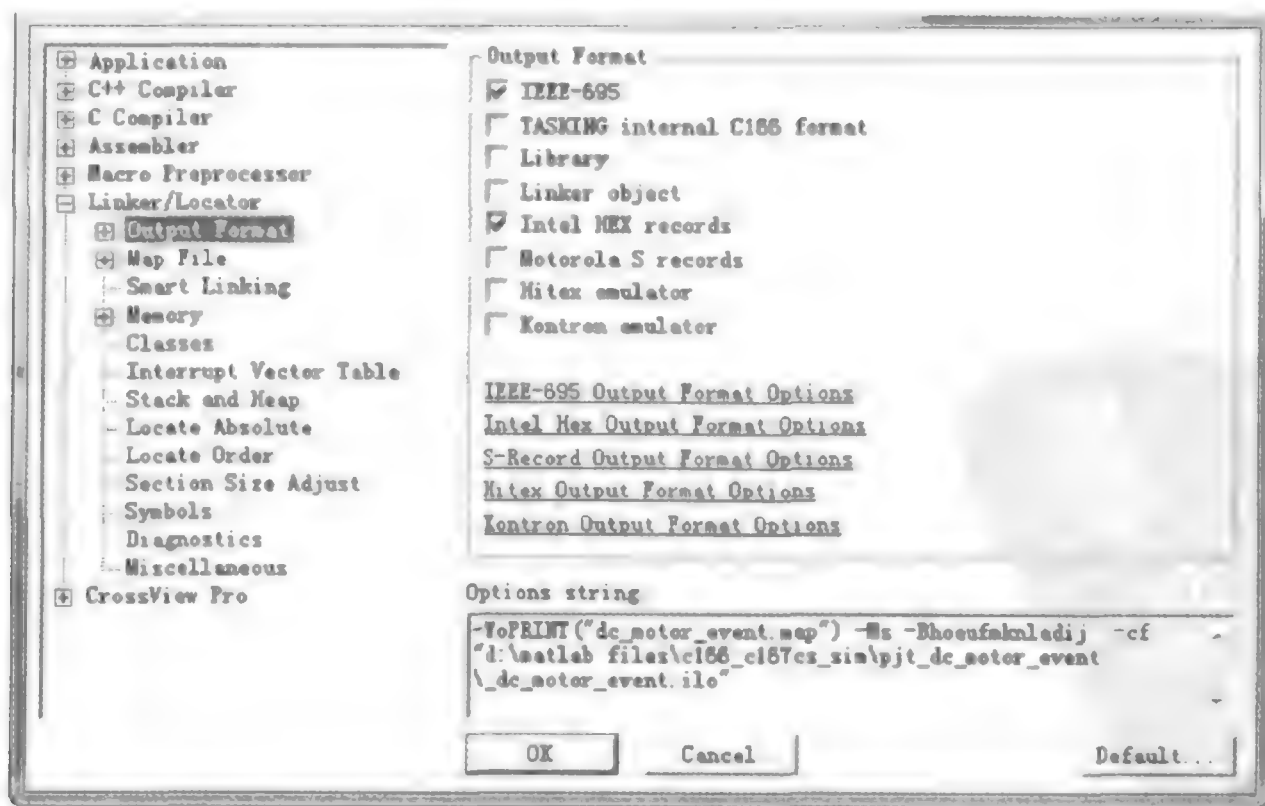 Application
C++ Compiler
C Compiler
Assembler
Macro Preprocessor
Linker/Locator
Output Format
Map File
Smart Linking
Memory
Classes
Interrupt Vector Table
Stack and Heap
Locate Absolute
Locate Order
Section Size Adjust
Symbols
Diagnostics
Miscellaneous
CrossView Pro
Output Format
IEEE-695
TASKING internal C166 format
Library
Linker object
Intel HEX records
Motorola S records
Hitex emulator
Kontron emulator
IEEE-695 Output Format Options
Intel Hex Output Format Options
S-Record Output Format Options
Hitex Output Format Options
Kontron Output Format Options
Options string
("dc_motor_event.map") -cf
"d:\matlab files\c166_c167cs_sim\pjt_dc_motor_event
\_dc_motor_event.ilo"
OK
Cancel
Default...